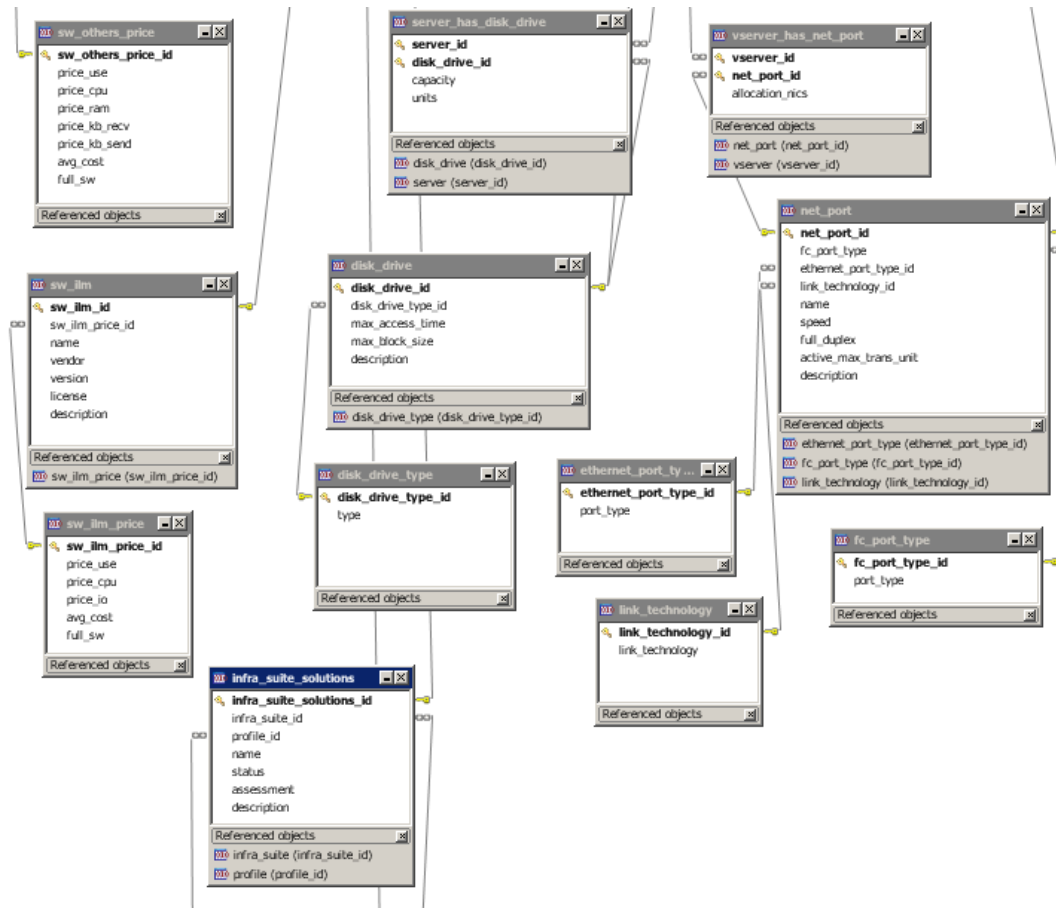 sw_others_price
sw_others_price_id
price_use
price_cpu
price_ram
price_kb_recv
price_kb_send
avg_cost
full_sw
Referenced objects
server_has_disk_drive
server_id
disk_drive_id
capacity
units
Referenced objects
disk_drive (disk_drive_id)
server (server_id)
vserver_has_net_port
vserver_id
net_port_id
allocation_nics
Referenced objects
net_port (net_port_id)
vserver (vserver_id)
sw_ilm
sw_ilm_id
sw_ilm_price_id
name
vendor
version
license
description
Referenced objects
sw_ilm_price (sw_ilm_price_id)
disk_drive
disk_drive_id
disk_drive_type_id
max_access_time
max_block_size
description
Referenced objects
disk_drive_type (disk_drive_type_id)
net_port
net_port_id
fc_port_type
ethernet_port_type_id
link_technology_id
name
speed
full_duplex
active_max_trans_unit
description
Referenced objects
ethernet_port_type (ethernet_port_type_id)
fc_port_type (fc_port_type_id)
link_technology (link_technology_id)
sw_ilm_price
sw_ilm_price_id
price_use
price_cpu
price_io
avg_cost
full_sw
Referenced objects
disk_drive_type
disk_drive_type_id
type
Referenced objects
ethernet_port_ty ...
ethernet_port_type_id
port_type
Referenced objects
fc_port_type
fc_port_type_id
port_type
Referenced objects
link_technology
link_technology_id
link_technology
Referenced objects
infra_suite_solutions
infra_suite_solutions_id
infra_suite_id
profile_id
name
status
assessment
description
Referenced objects
infra_suite (infra_suite_id)
profile (profile_id)